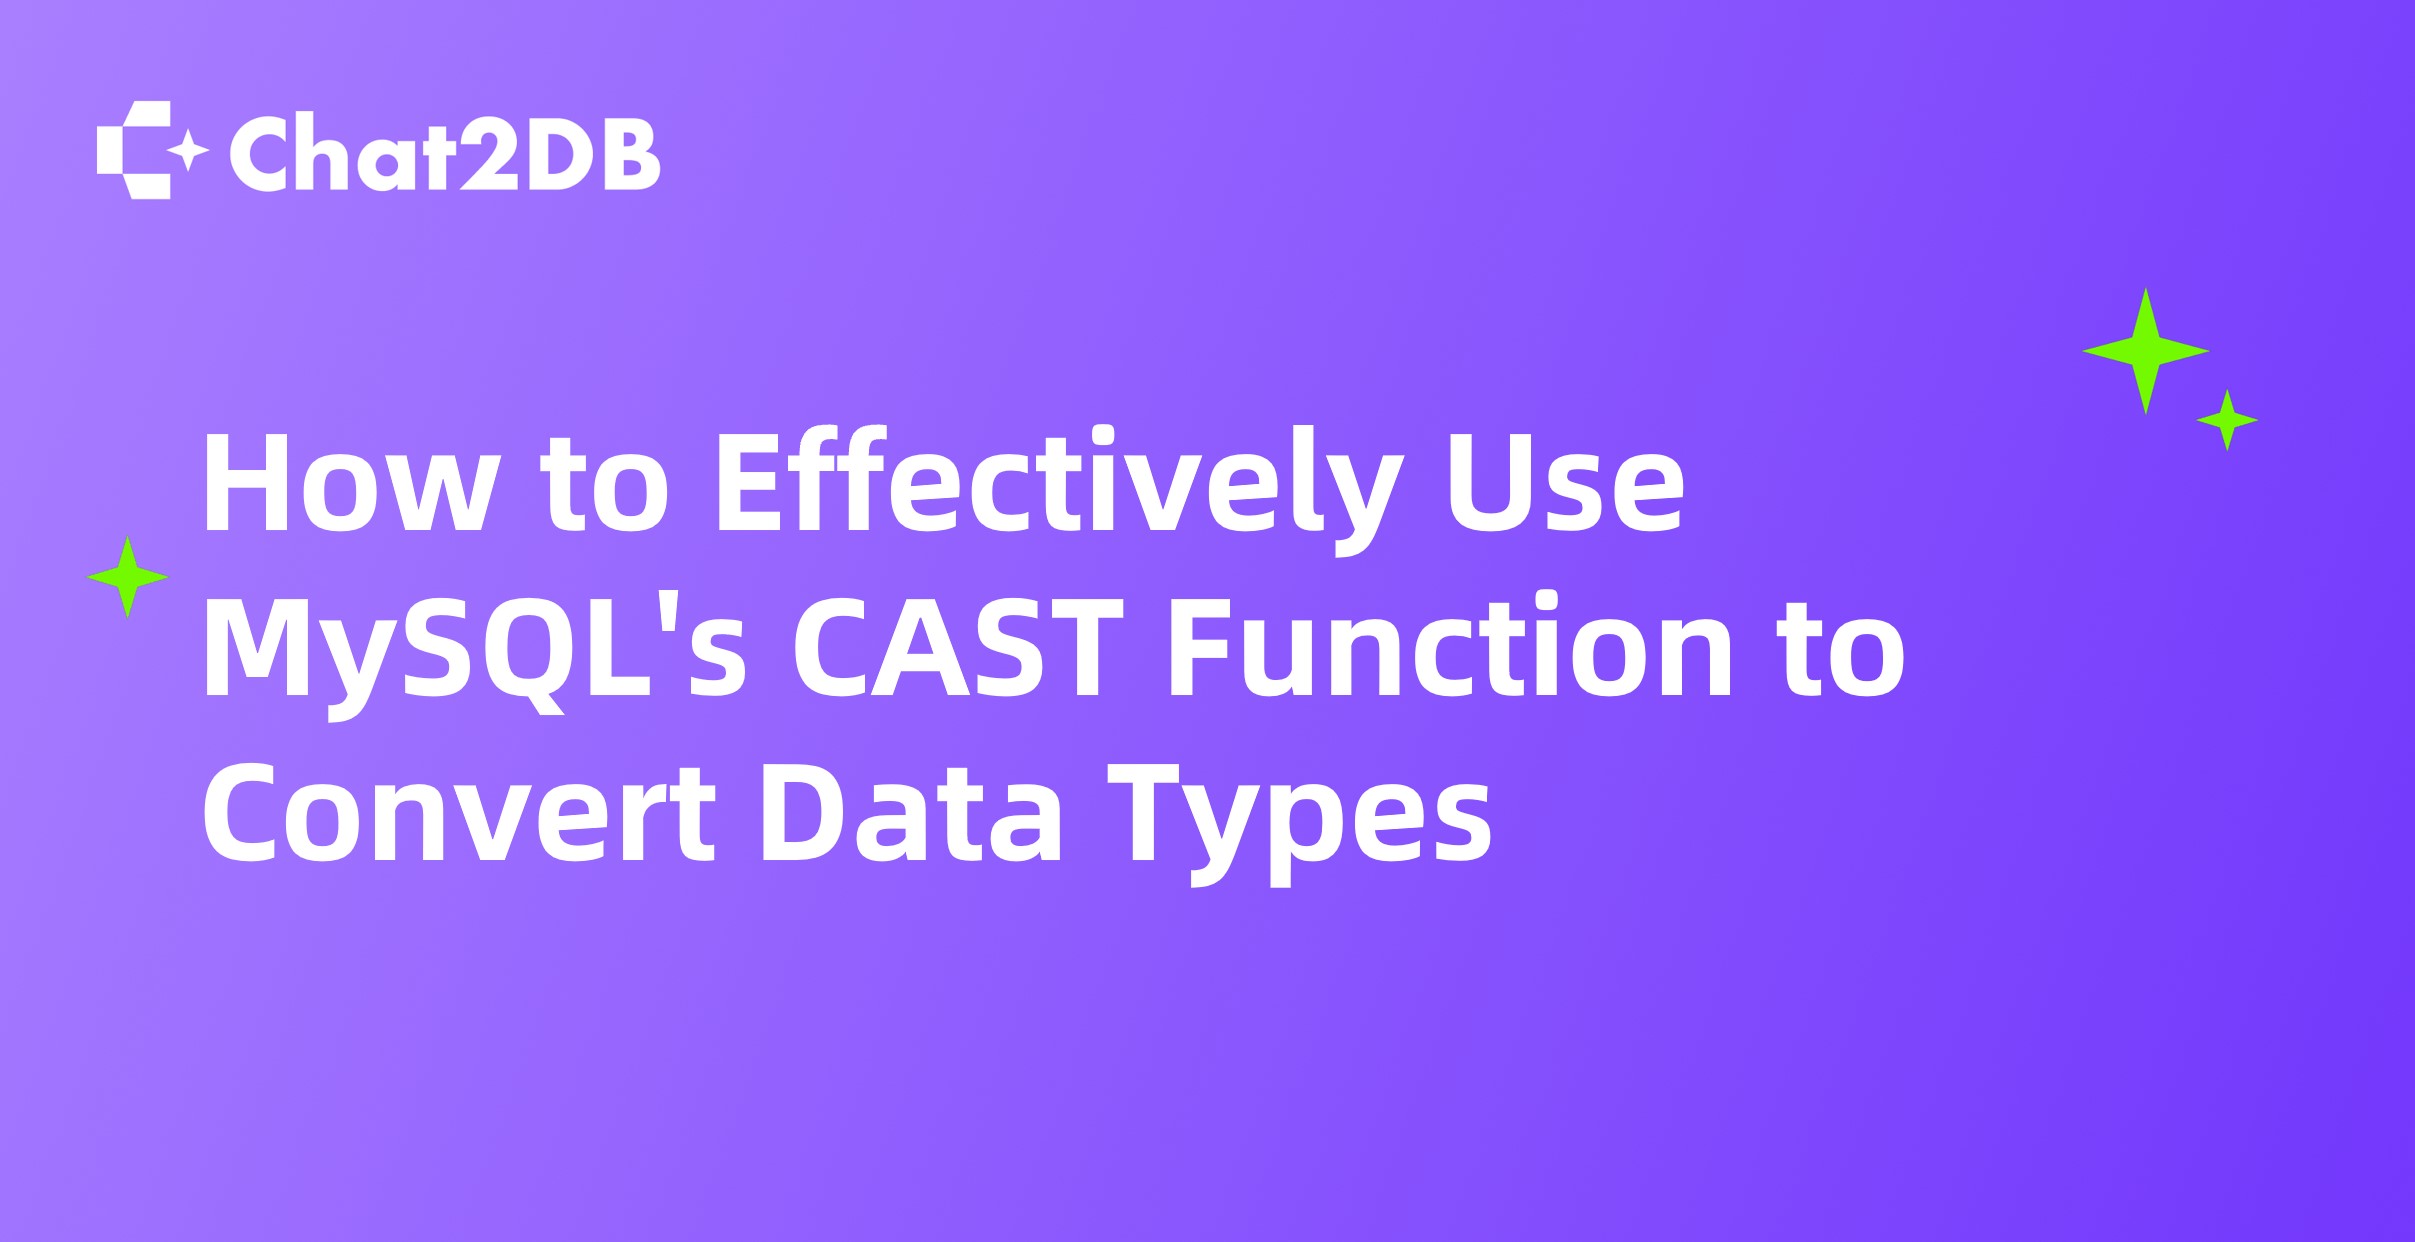 Chat2DB
How to Effectively Use
MySQL's CAST Function to
Convert Data Types